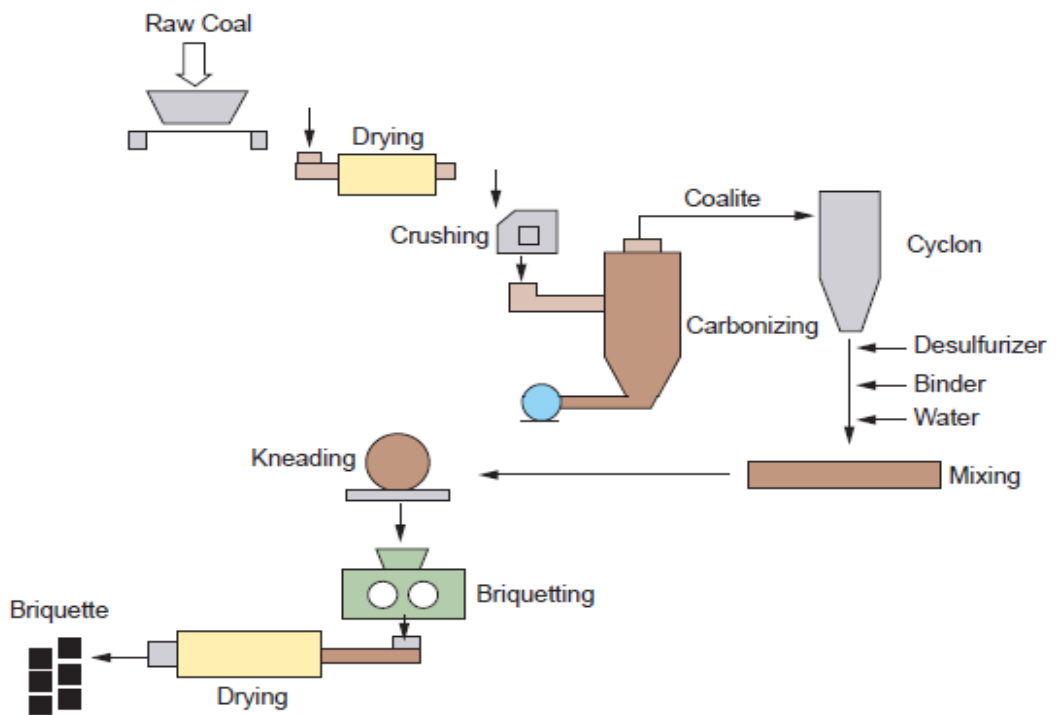 Raw Coal
Drying
Crushing
Coalite
Cyclon
Carbonizing
Desulfurizer
Binder
Water
Mixing
Kneading
Briquetting
Briquette
Drying